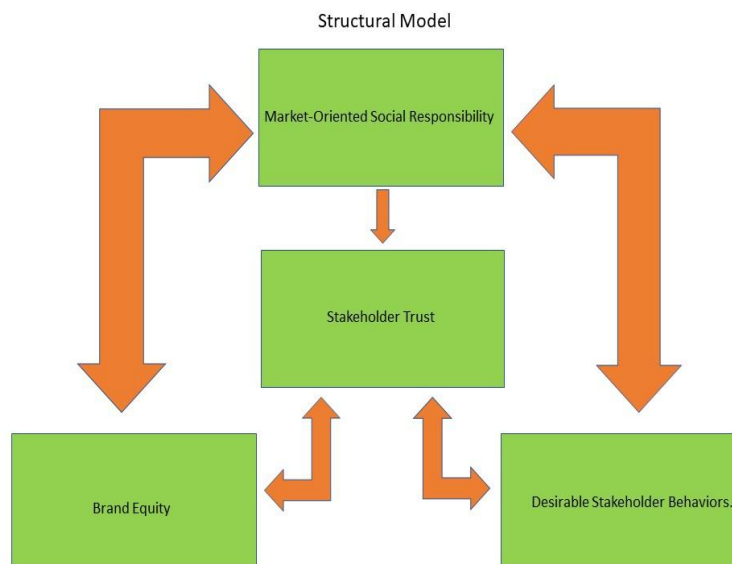 Structural Model
Market-Oriented Social Responsibility
Stakeholder Trust
Brand Equity
Desirable Stakeholder Behaviors.